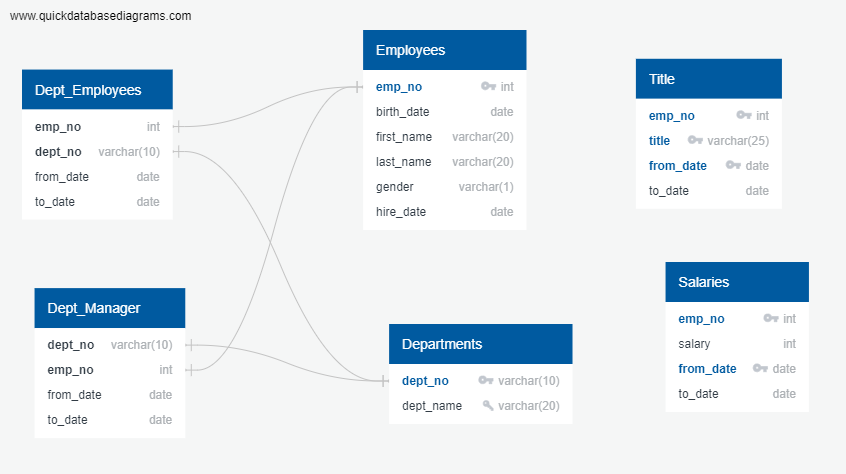 www.quickdatabasediagrams.com
Dept_Employees
emp_no int
dept_no varchar(10)
from_date date
to_date date
Employees
emp_no int
birth_date date
first_name varchar(20)
last_name varchar(20)
gender varchar(1)
hire_date date
Title
emp_no int
title varchar(25)
from_date date
to_date date
Dept_Manager
dept_no varchar(10)
emp_no int
from_date date
to_date date
Departments
dept_no varchar(10)
dept_name varchar(20)
Salaries
emp_no int
salary int
from_date date
to_date date